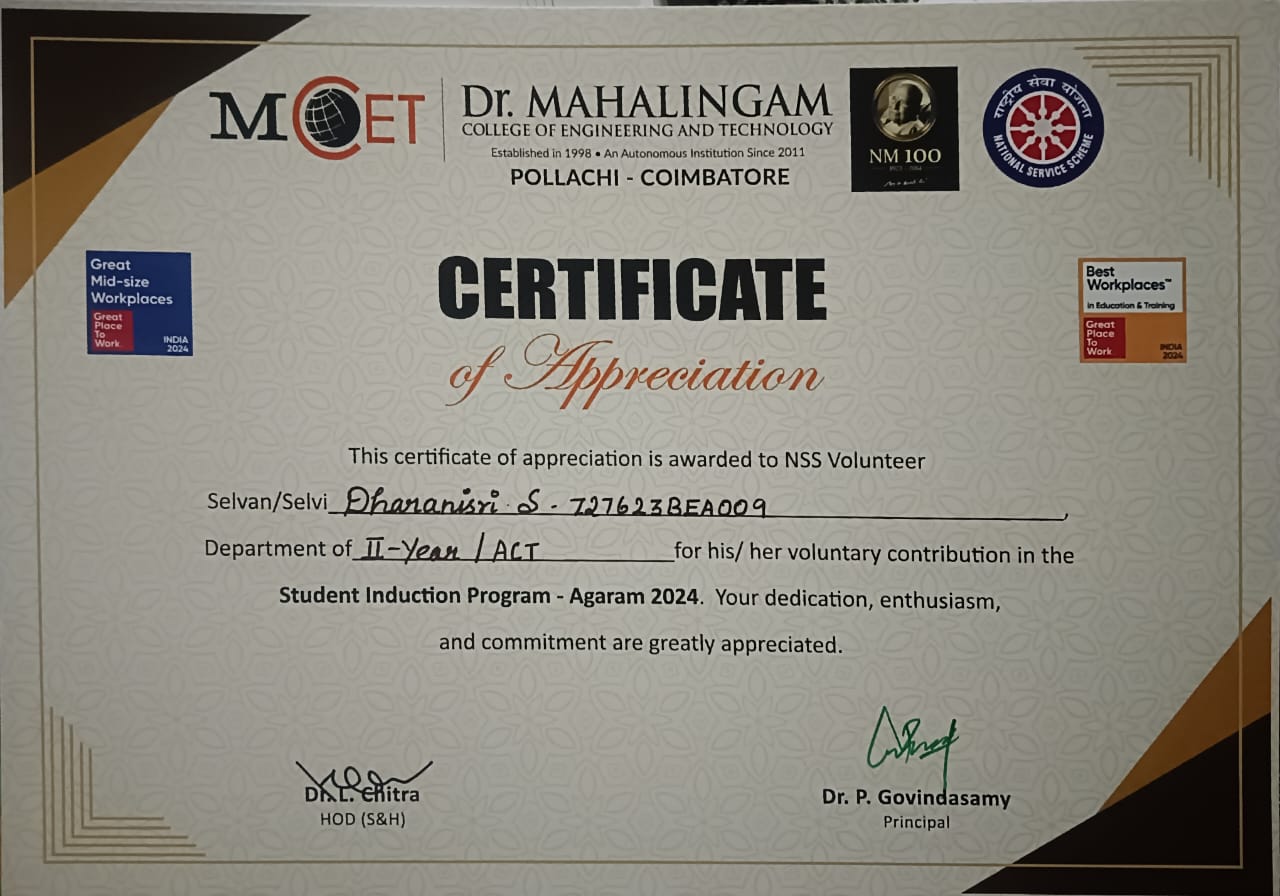 MCET
Dr. MAHALINGAM
COLLEGE OF ENGINEERING AND TECHNOLOGY
Established in 1998 • An Autonomous Institution Since 2011
POLLACHI - COIMBATORE
NM 100
राष्ट्रीय सेवा योजना
NATIONAL SERVICE SCHEME
Great
Mid-size
Workplaces
Great
Place
To
Work
INDIA
2024
CERTIFICATE
of Appreciation
Best
Workplaces™
in Education & Training
Great
Place
To
Work
INDIA
2024
This certificate of appreciation is awarded to NSS Volunteer
Selvan/Selvi Dharanisri. S - 727623BEA009,
Department of II-Year / ACT for his/ her voluntary contribution in the
Student Induction Program - Agaram 2024. Your dedication, enthusiasm,
and commitment are greatly appreciated.
Dr. L. Chitra
HOD (S&H)
Dr. P. Govindasamy
Principal